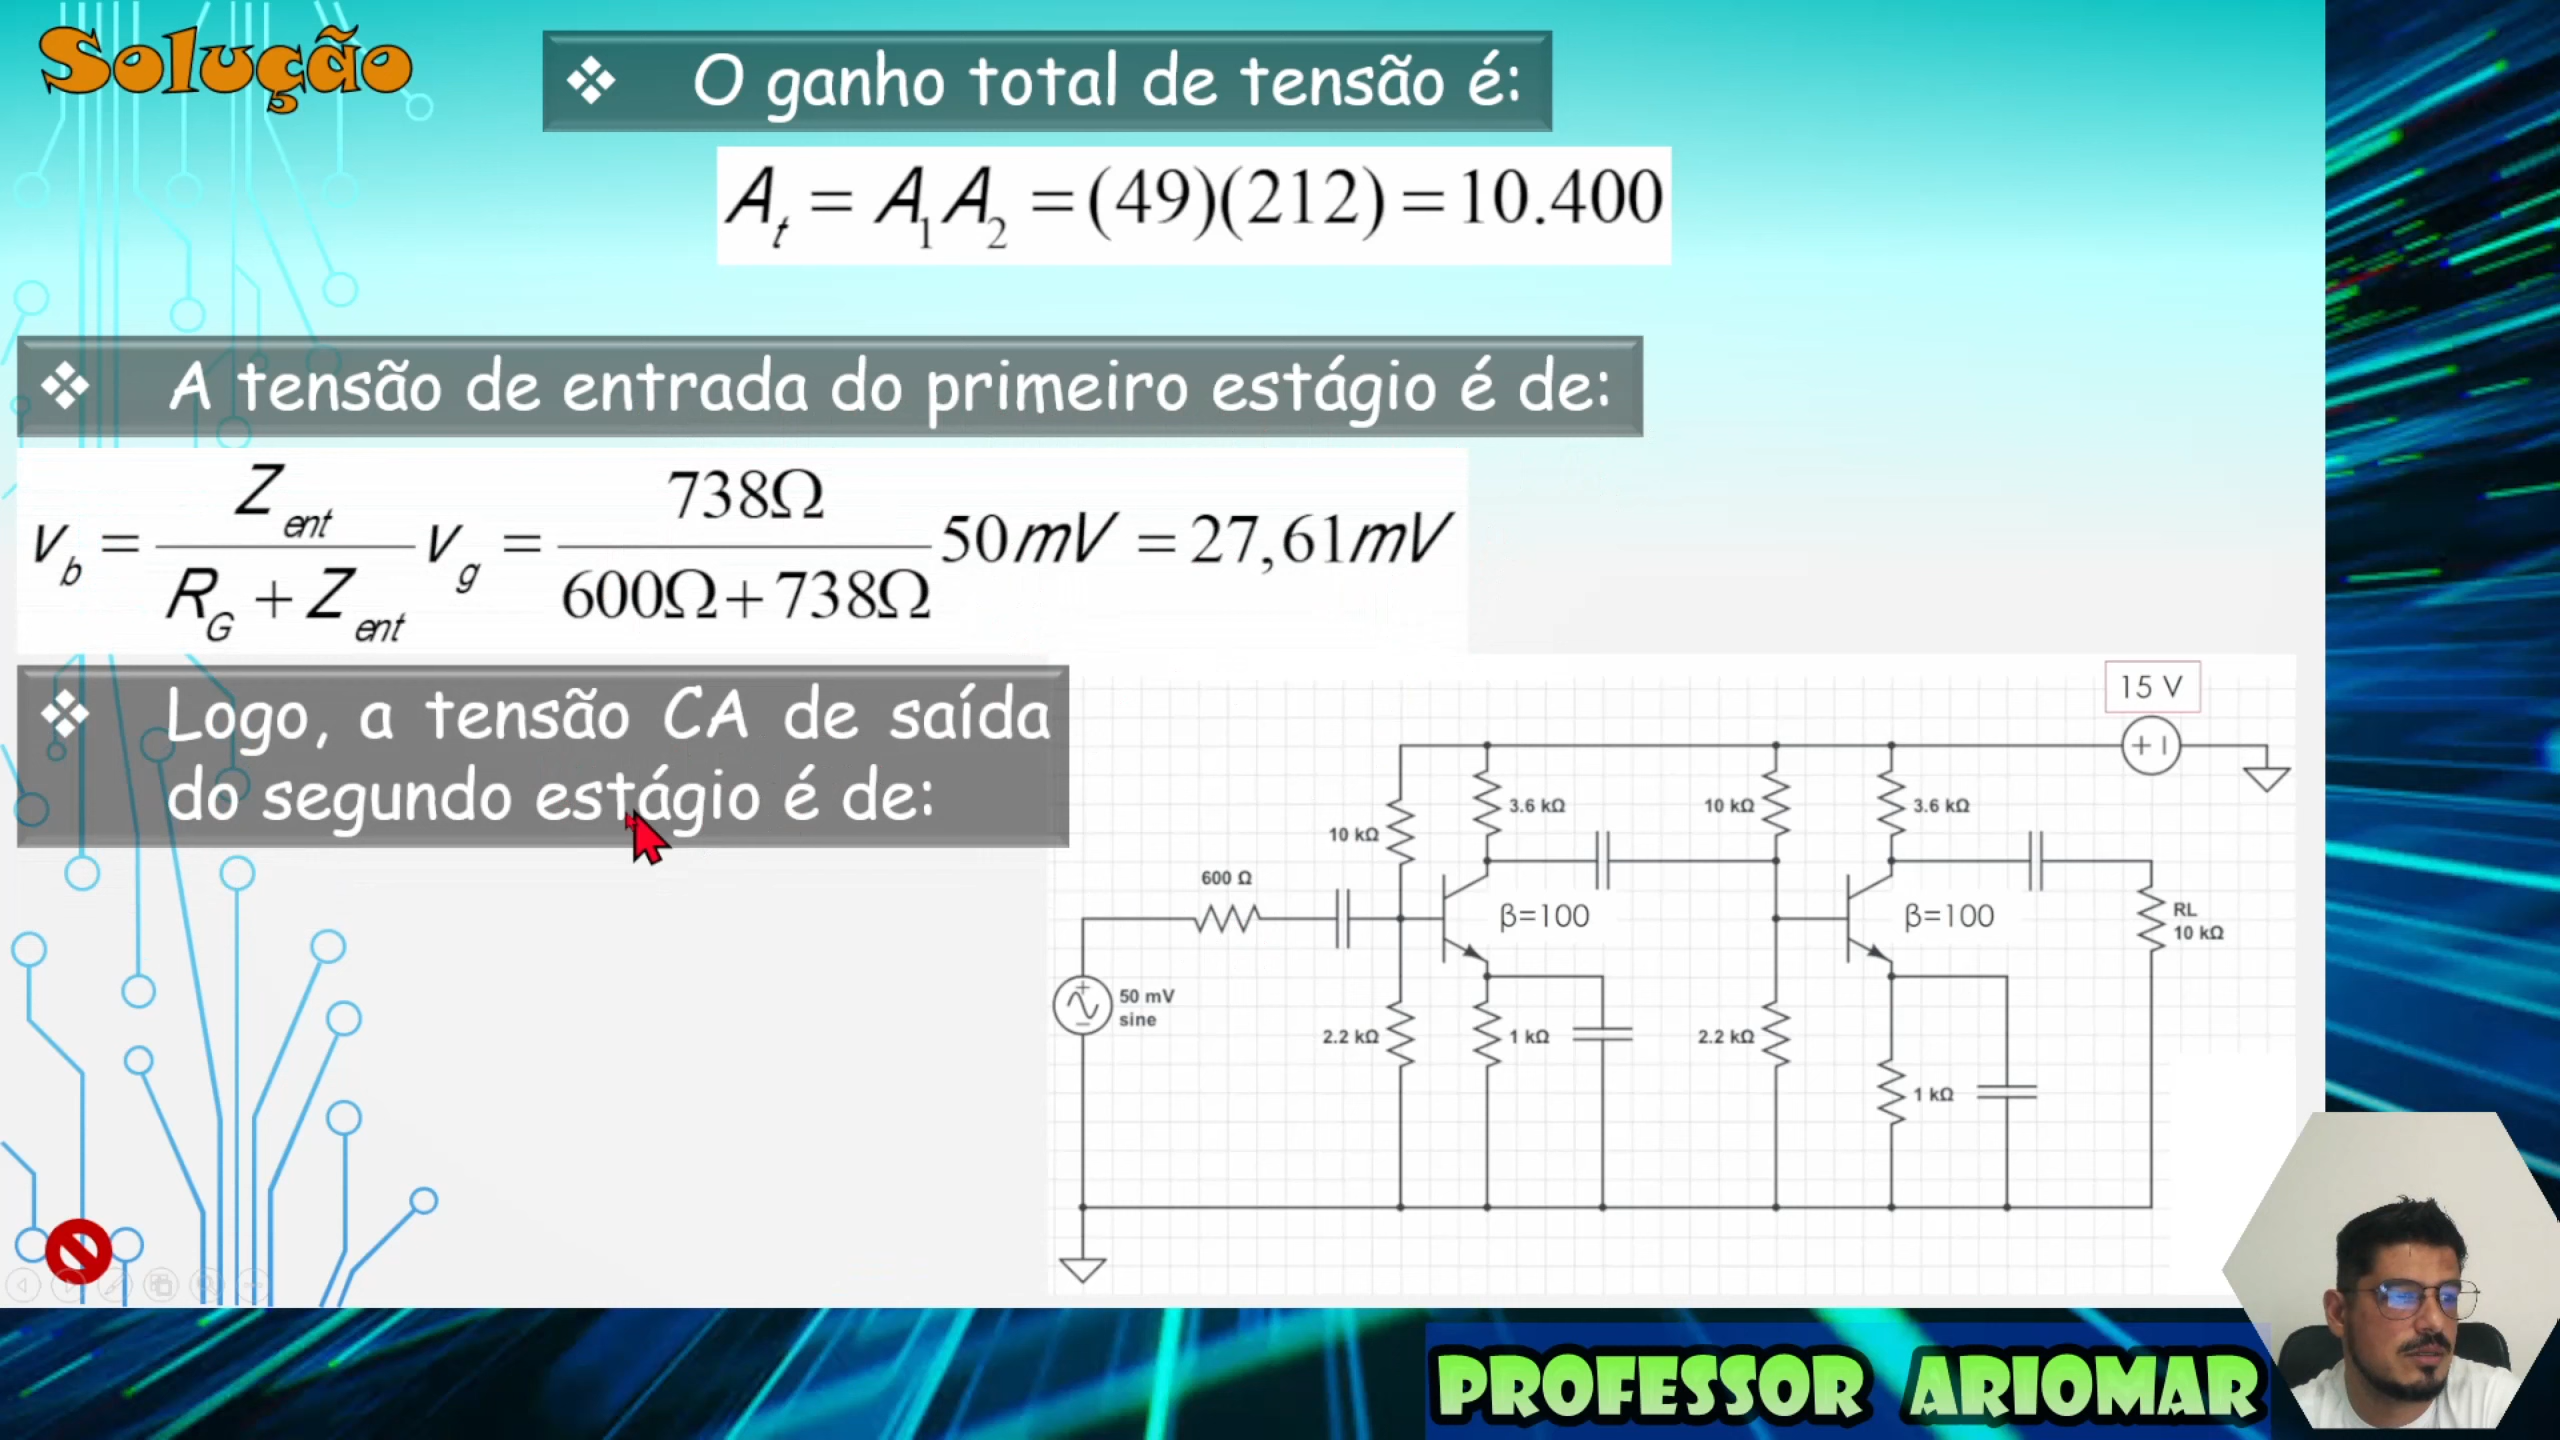 Solução
❖ O ganho total de tensão é:
A_t = A_1 A_2 = (49)(212) = 10.400
❖ A tensão de entrada do primeiro estágio é de:
v_b = Z_ent / (R_G + Z_ent) v_g = 738Ω / (600Ω + 738Ω) 50mV = 27,61mV
❖ Logo, a tensão CA de saída
do segundo estágio é de:
15 V
3.6 kΩ
10 kΩ
3.6 kΩ
10 kΩ
600 Ω
β=100
β=100
RL
10 kΩ
50 mV
sine
2.2 kΩ
1 kΩ
2.2 kΩ
1 kΩ
PROFESSOR ARIOMAR